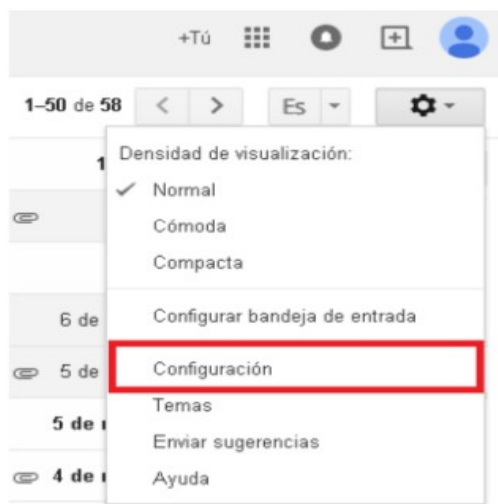 +Tú
1–50 de 58 < > Es
1
Densidad de visualización:
✓ Normal
Cómoda
Compacta
Configurar bandeja de entrada
6 de
5 de
Configuración
Temas
5 de
Enviar sugerencias
4 de
Ayuda